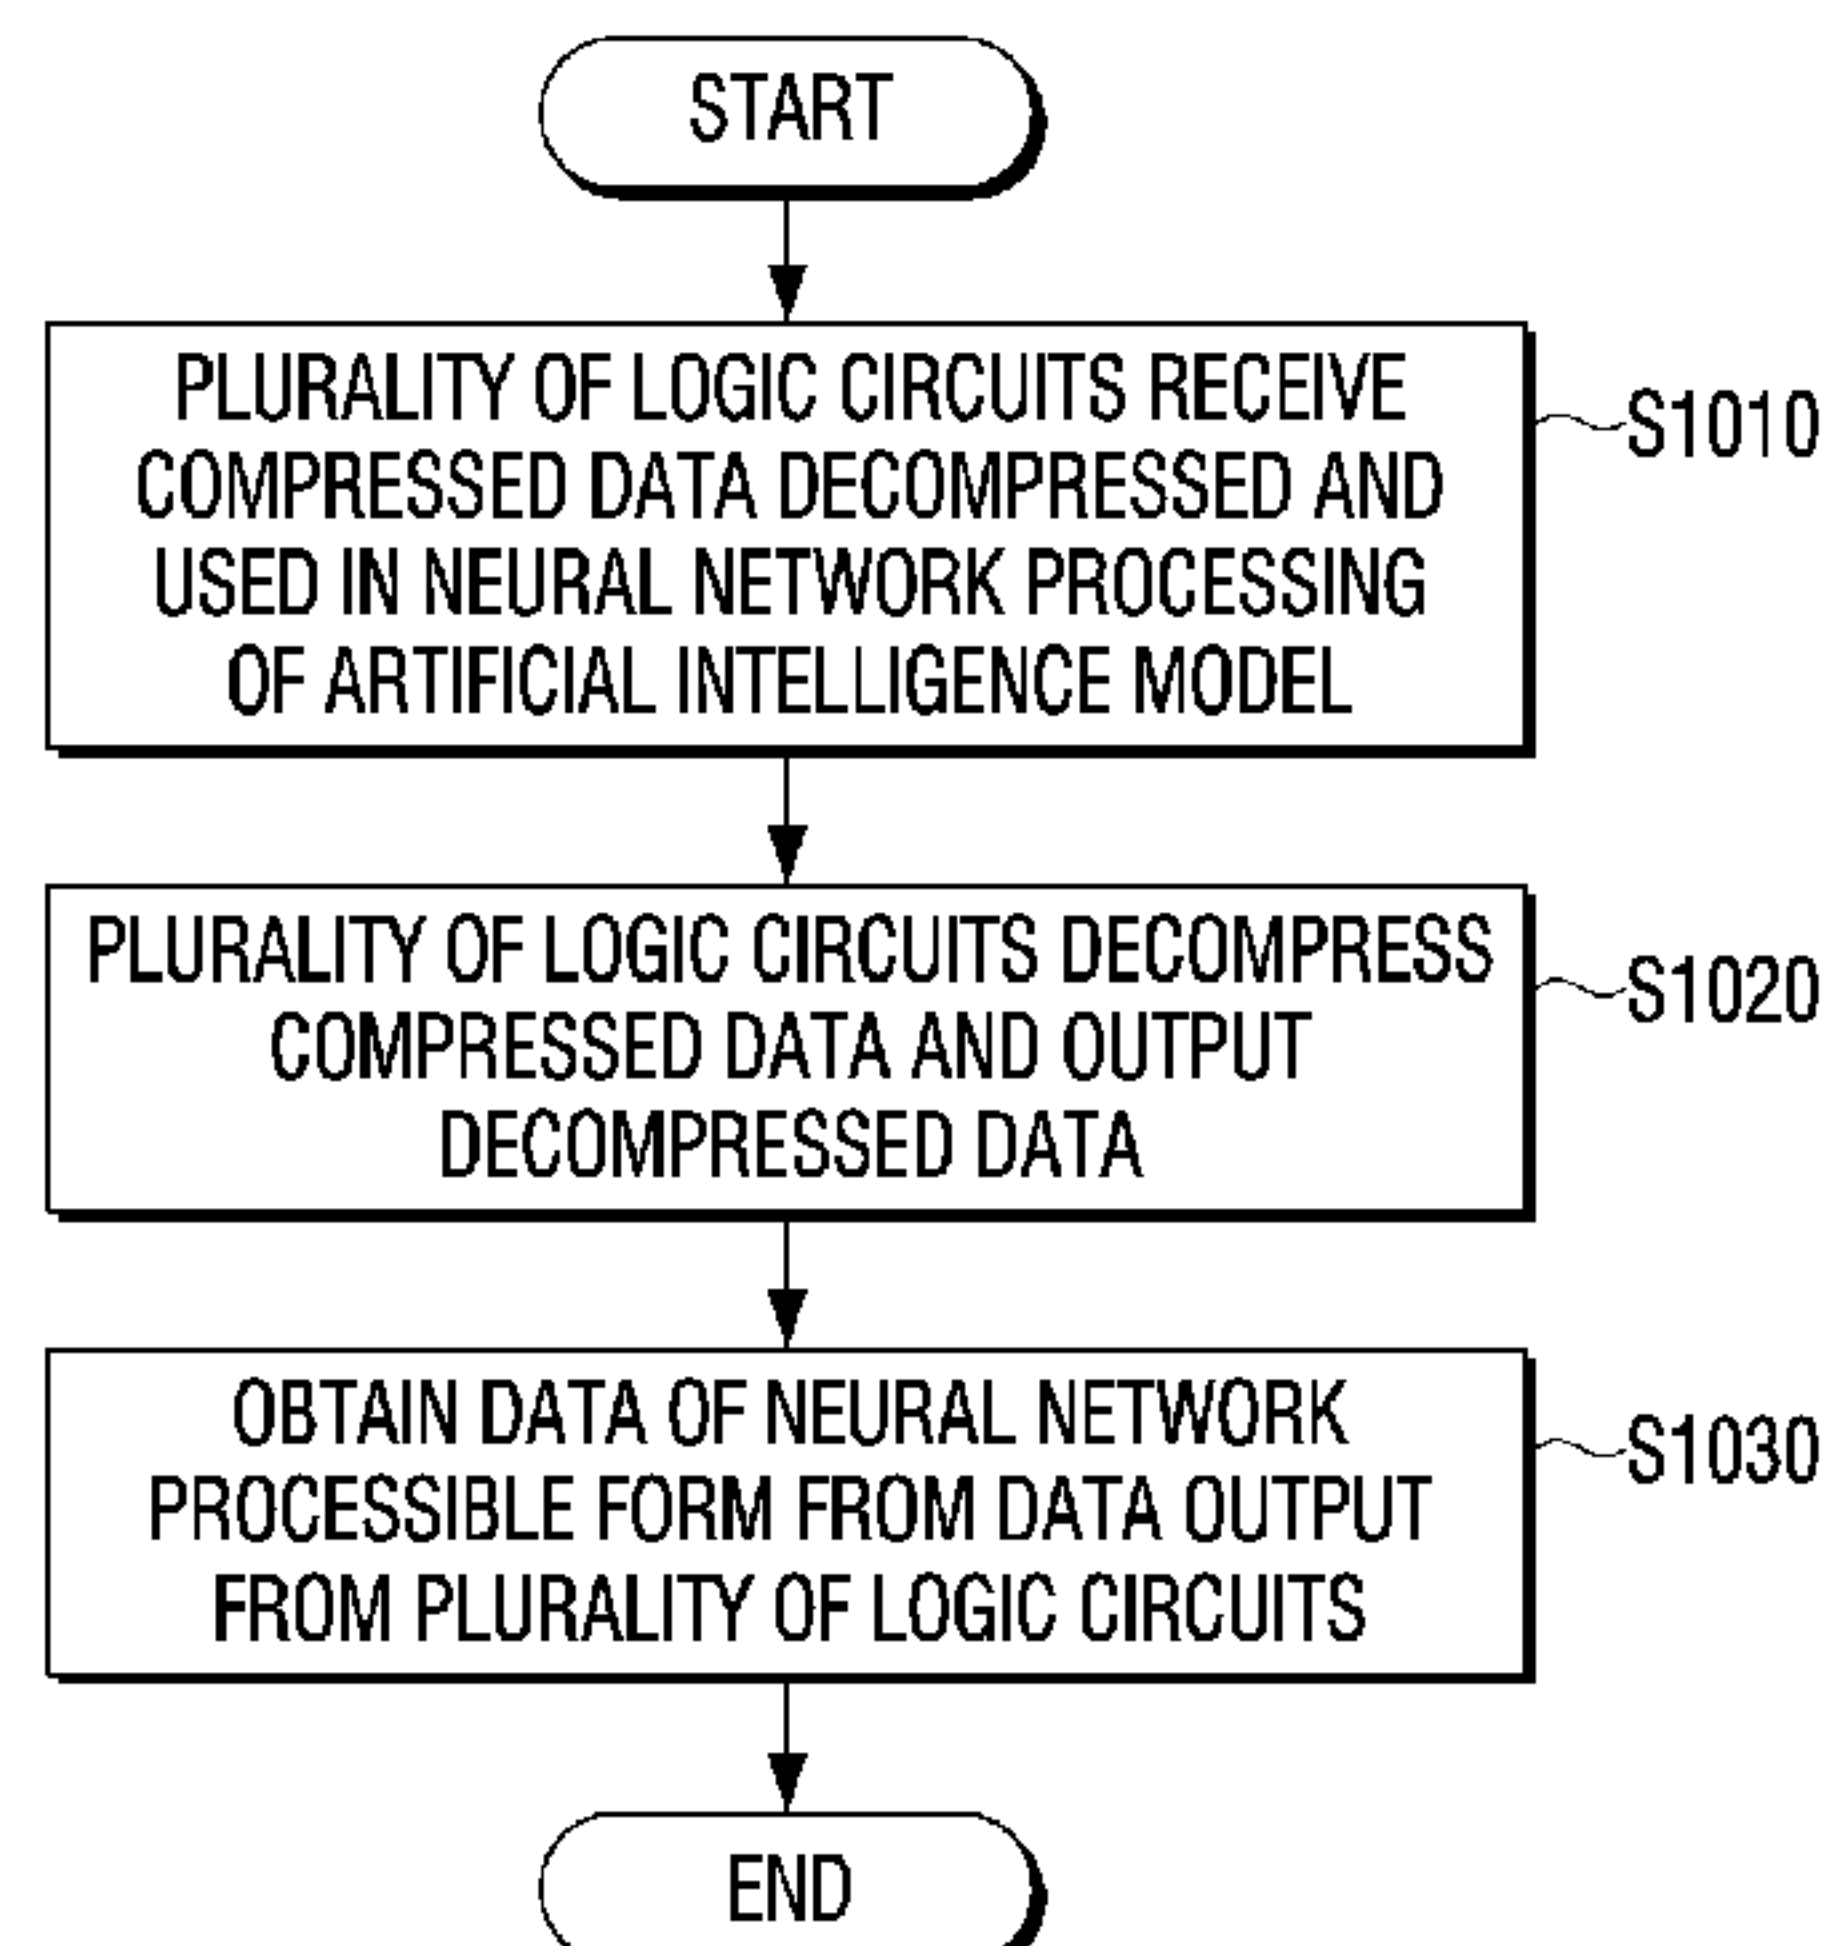 START
PLURALITY OF LOGIC CIRCUITS RECEIVE
COMPRESSED DATA DECOMPRESSED AND
USED IN NEURAL NETWORK PROCESSING
OF ARTIFICIAL INTELLIGENCE MODEL
S1010
PLURALITY OF LOGIC CIRCUITS DECOMPRESS
COMPRESSED DATA AND OUTPUT
DECOMPRESSED DATA
S1020
OBTAIN DATA OF NEURAL NETWORK
PROCESSIBLE FORM FROM DATA OUTPUT
FROM PLURALITY OF LOGIC CIRCUITS
S1030
END